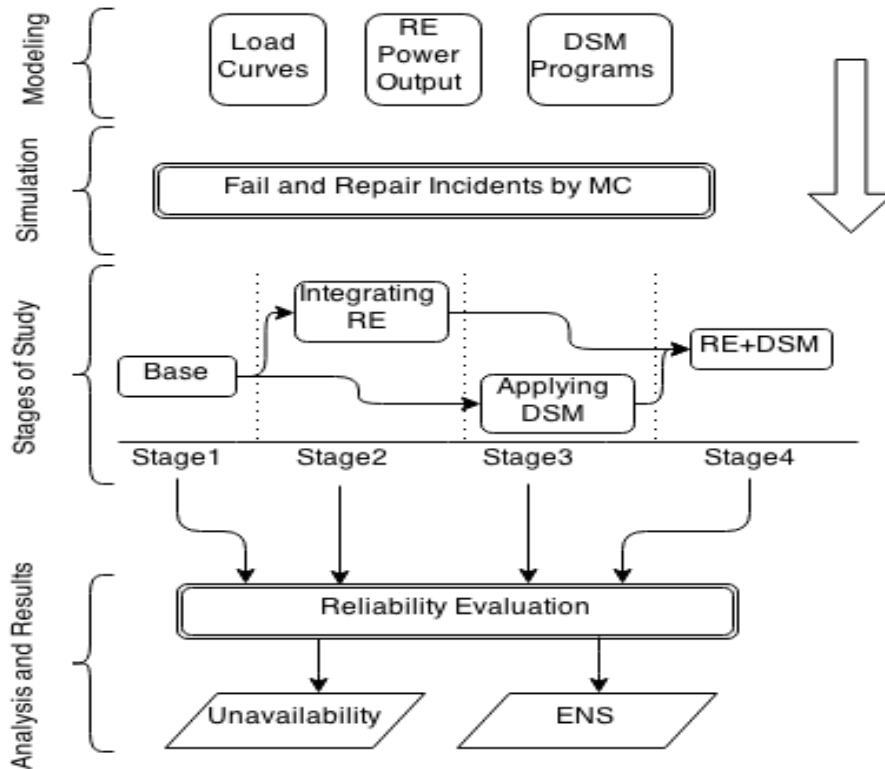 Modeling
Load
Curves
RE
Power
Output
DSM
Programs
Simulation
Fail and Repair Incidents by MC
Stages of Study
Integrating
RE
Base
Applying
DSM
RE+DSM
Stage1
Stage2
Stage3
Stage4
Analysis and Results
Reliability Evaluation
Unavailability
ENS